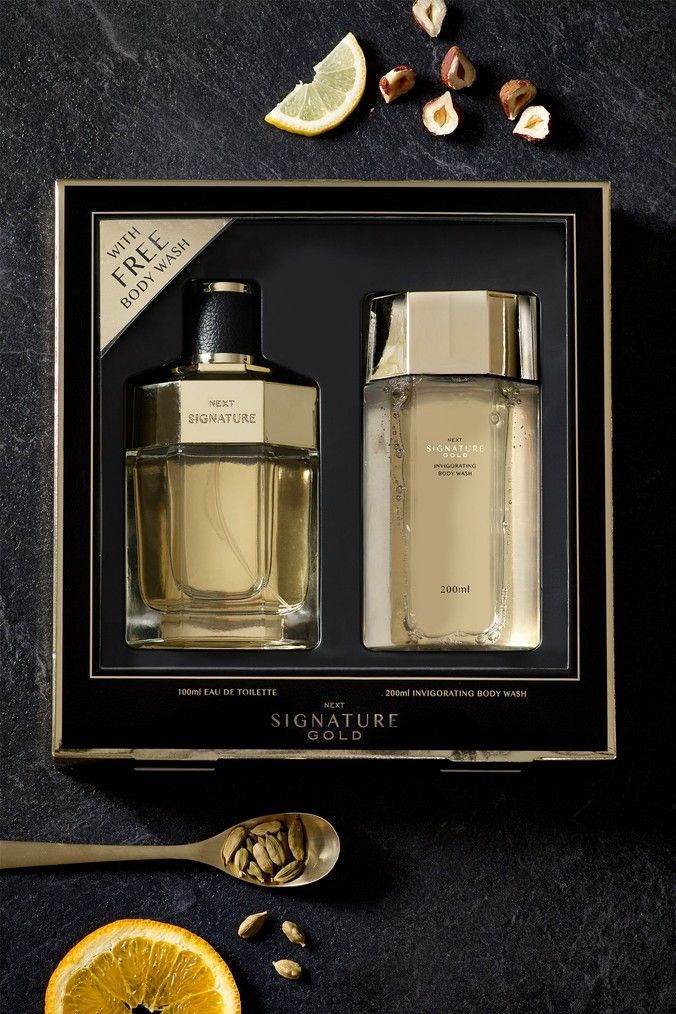 WITH
FREE
BODY WASH
NEXT
SIGNATURE
NEXT
SIGNATURE
GOLD
INVIGORATING
BODY WASH
200ml
100ml EAU DE TOILETTE
200ml INVIGORATING BODY WASH
NEXT
SIGNATURE
GOLD